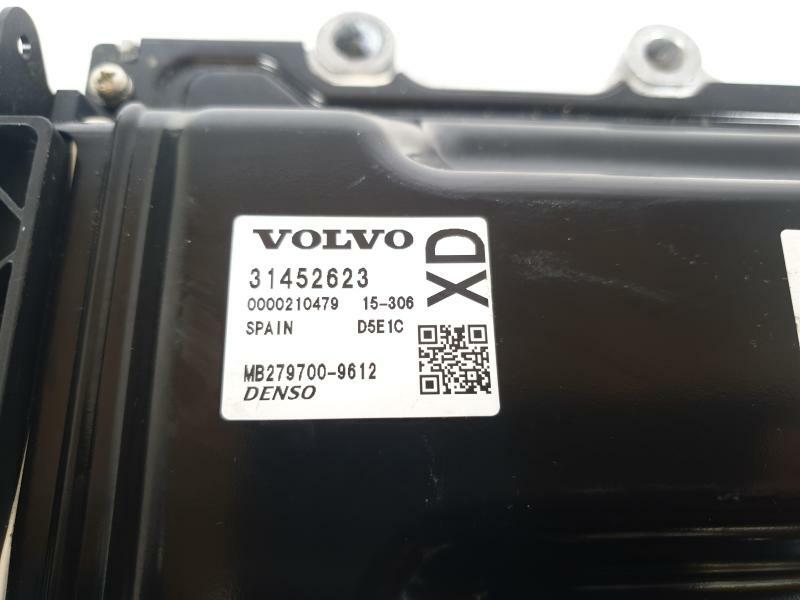 VOLVO
XD
31452623
0000210479 15-306
SPAIN D5E1C
MB279700-9612
DENSO